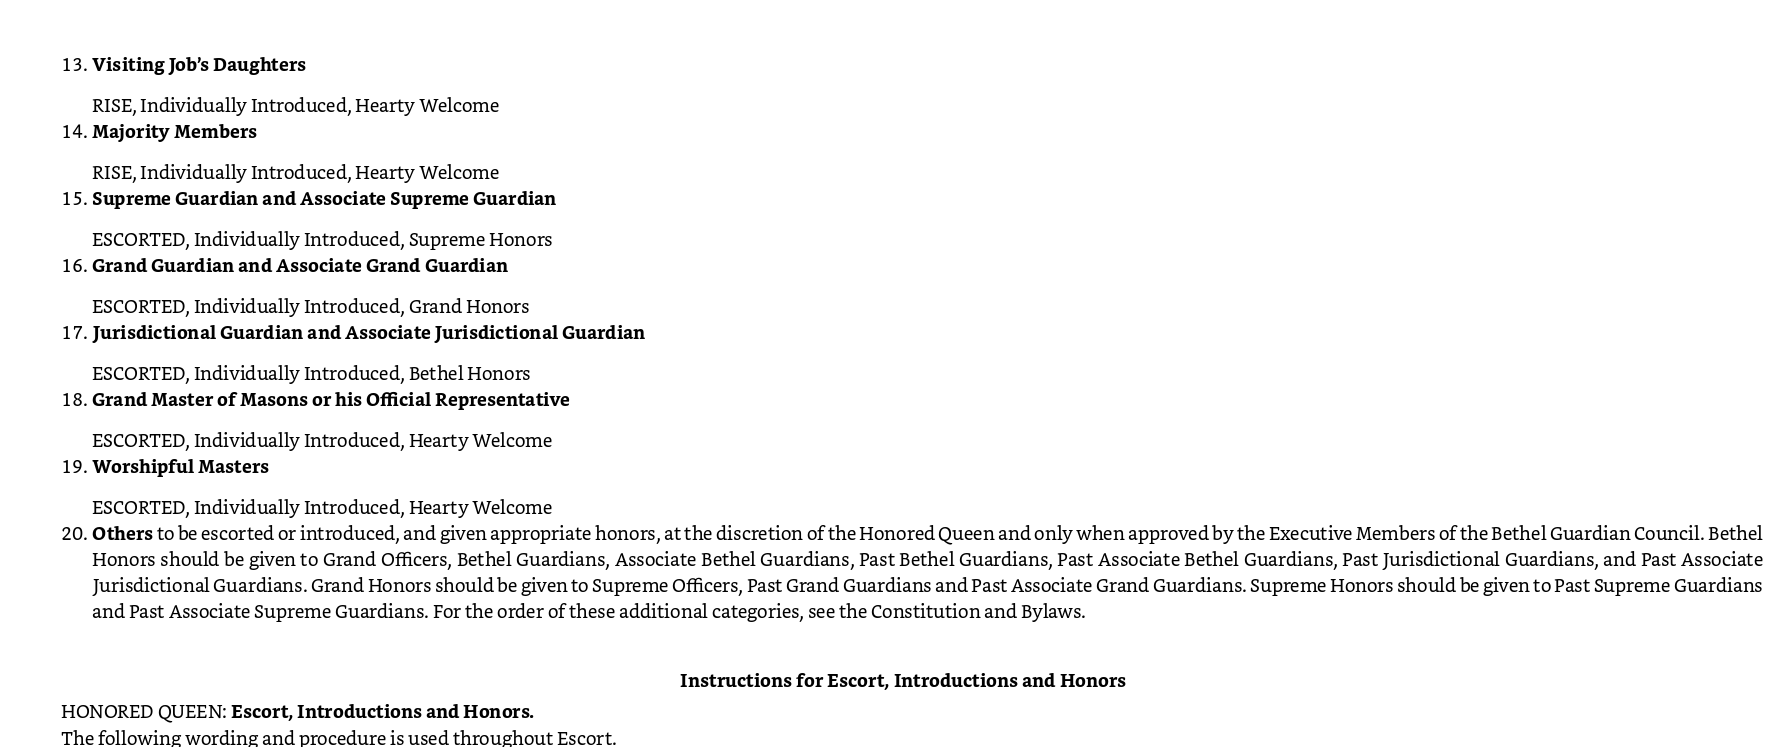 13. Visiting Job’s Daughters
RISE, Individually Introduced, Hearty Welcome
14. Majority Members
RISE, Individually Introduced, Hearty Welcome
15. Supreme Guardian and Associate Supreme Guardian
ESCORTED, Individually Introduced, Supreme Honors
16. Grand Guardian and Associate Grand Guardian
ESCORTED, Individually Introduced, Grand Honors
17. Jurisdictional Guardian and Associate Jurisdictional Guardian
ESCORTED, Individually Introduced, Bethel Honors
18. Grand Master of Masons or his Official Representative
ESCORTED, Individually Introduced, Hearty Welcome
19. Worshipful Masters
ESCORTED, Individually Introduced, Hearty Welcome
20. Others to be escorted or introduced, and given appropriate honors, at the discretion of the Honored Queen and only when approved by the Executive Members of the Bethel Guardian Council. Bethel
Honors should be given to Grand Officers, Bethel Guardians, Associate Bethel Guardians, Past Bethel Guardians, Past Associate Bethel Guardians, Past Jurisdictional Guardians, and Past Associate
Jurisdictional Guardians. Grand Honors should be given to Supreme Officers, Past Grand Guardians and Past Associate Grand Guardians. Supreme Honors should be given to Past Supreme Guardians
and Past Associate Supreme Guardians. For the order of these additional categories, see the Constitution and Bylaws.
Instructions for Escort, Introductions and Honors
HONORED QUEEN: Escort, Introductions and Honors.
The following wording and procedure is used throughout Escort.